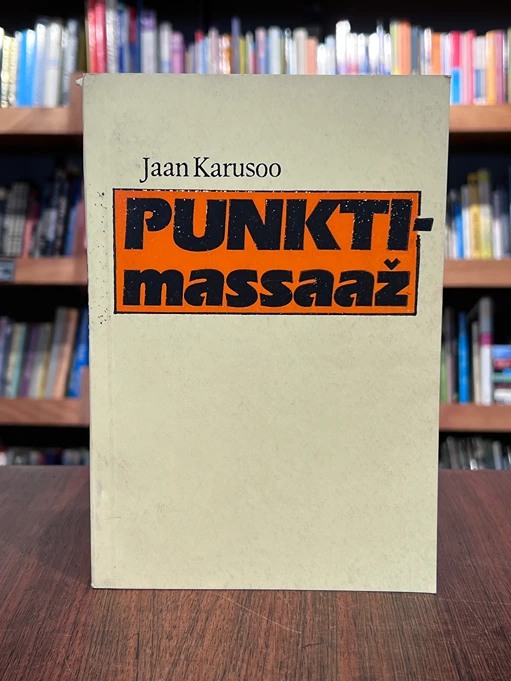 Jaan Karusoo
PUNKTI-
massaaž